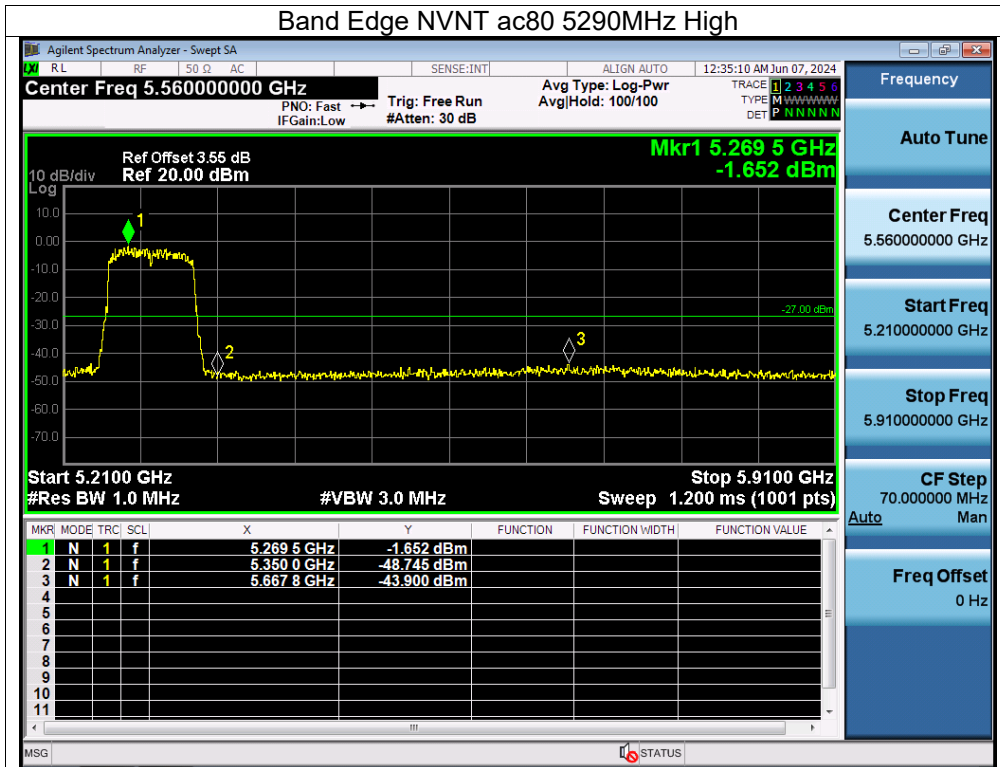 Band Edge NVNT ac80 5290MHz High
Agilent Spectrum Analyzer - Swept SA
LXI RL RF 50 Ω AC SENSE:INT ALIGN AUTO 12:35:10 AM Jun 07, 2024
Center Freq 5.560000000 GHz Avg Type: Log-Pwr TRACE 1 2 3 4 5 6
PNO: Fast Trig: Free Run Avg|Hold: 100/100 TYPE M WWWWW
IFGain:Low #Atten: 30 dB DET P N N N N N
Mkr1 5.269 5 GHz
-1.652 dBm
Ref Offset 3.55 dB
10 dB/div Ref 20.00 dBm
Log
10.0
0.00
-10.0
-20.0
-30.0
-40.0
-50.0
-60.0
-70.0
1
2
3
-27.00 dBm
Start 5.2100 GHz Stop 5.9100 GHz
#Res BW 1.0 MHz #VBW 3.0 MHz Sweep 1.200 ms (1001 pts)
MKR MODE TRC SCL X Y FUNCTION FUNCTION WIDTH FUNCTION VALUE
1 N 1 f 5.269 5 GHz -1.652 dBm
2 N 1 f 5.350 0 GHz -48.745 dBm
3 N 1 f 5.667 8 GHz -43.900 dBm
4
5
6
7
8
9
10
11
MSG STATUS
Frequency
Auto Tune
Center Freq
5.560000000 GHz
Start Freq
5.210000000 GHz
Stop Freq
5.910000000 GHz
CF Step
70.000000 MHz
Auto Man
Freq Offset
0 Hz